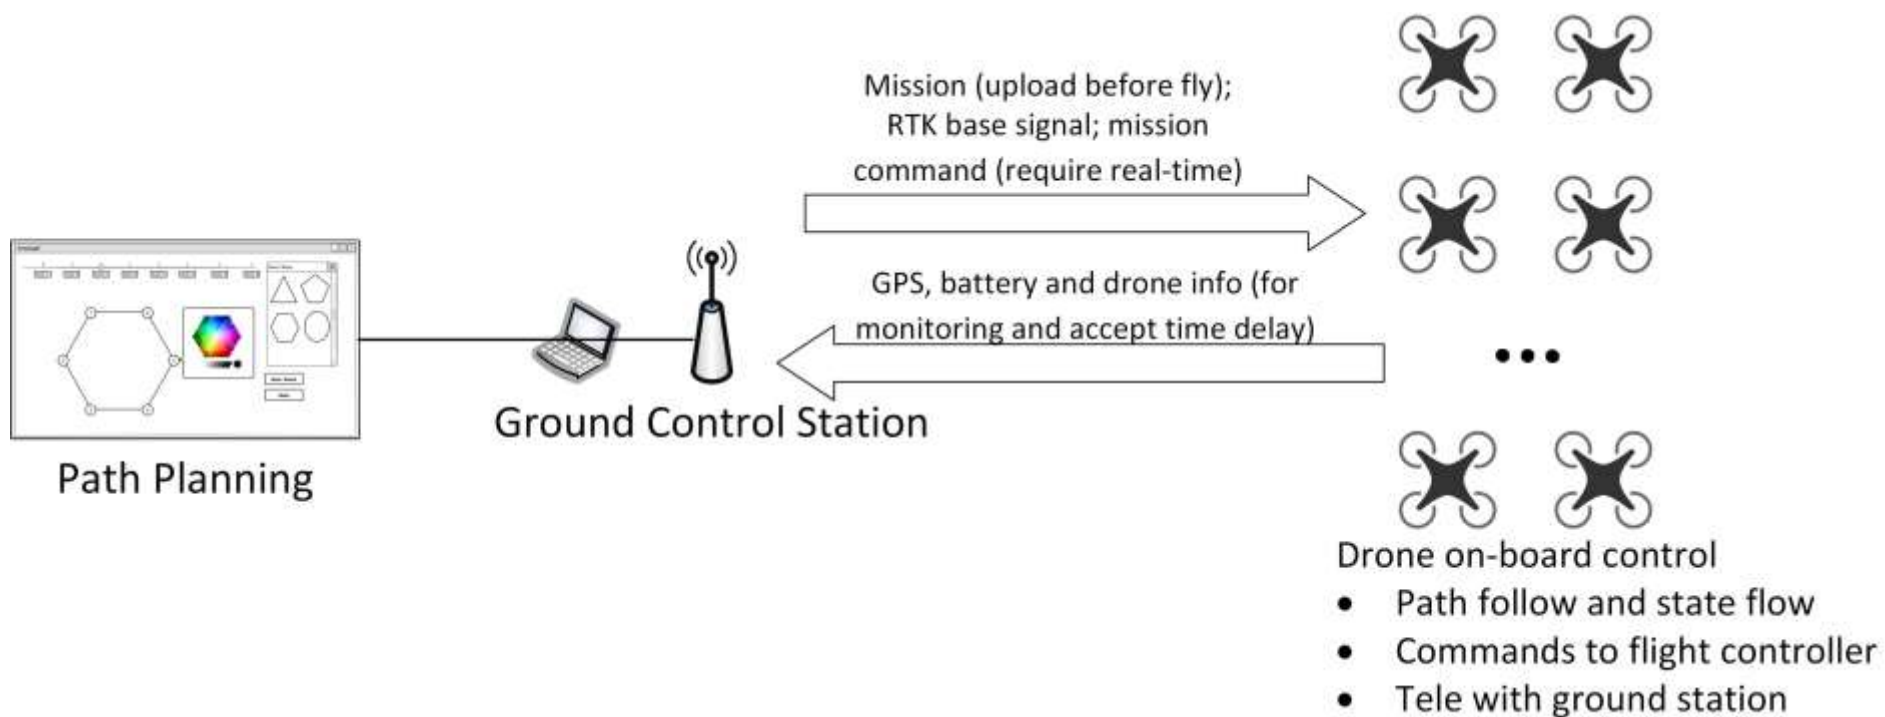 Mission (upload before fly);
RTK base signal; mission
command (require real-time)
GPS, battery and drone info (for
monitoring and accept time delay)
Ground Control Station
Path Planning
Drone on-board control
• Path follow and state flow
• Commands to flight controller
• Tele with ground station